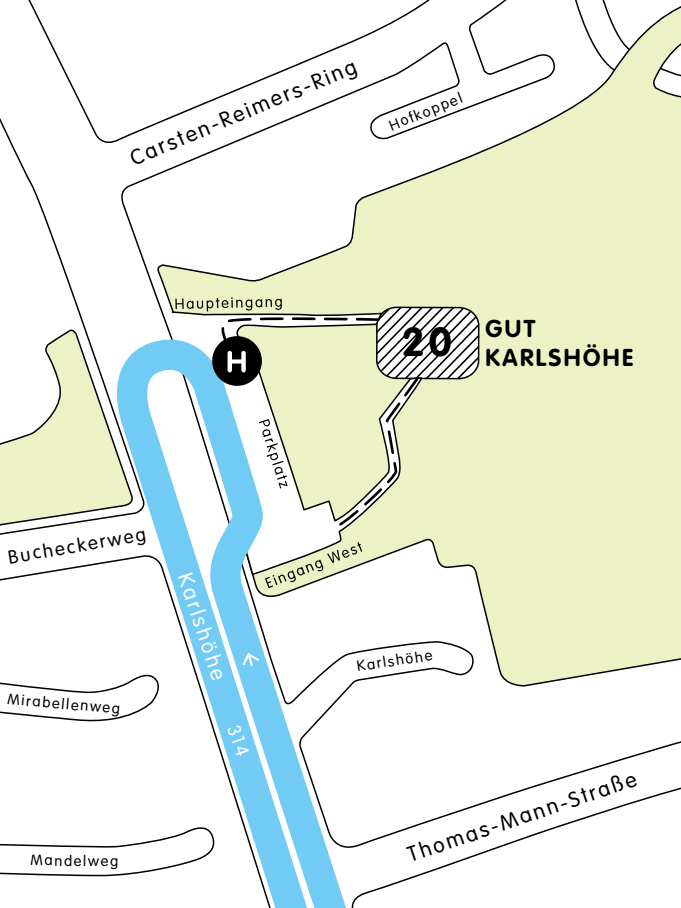 Carsten-Reimers-Ring
Hofkoppel
Haupteingang
20
GUT
KARLSHÖHE
H
Parkplatz
Bucheckerweg
Eingang West
Karlshöhe
Karlshöhe
Mirabellenweg
314
Thomas-Mann-Straße
Mandelweg